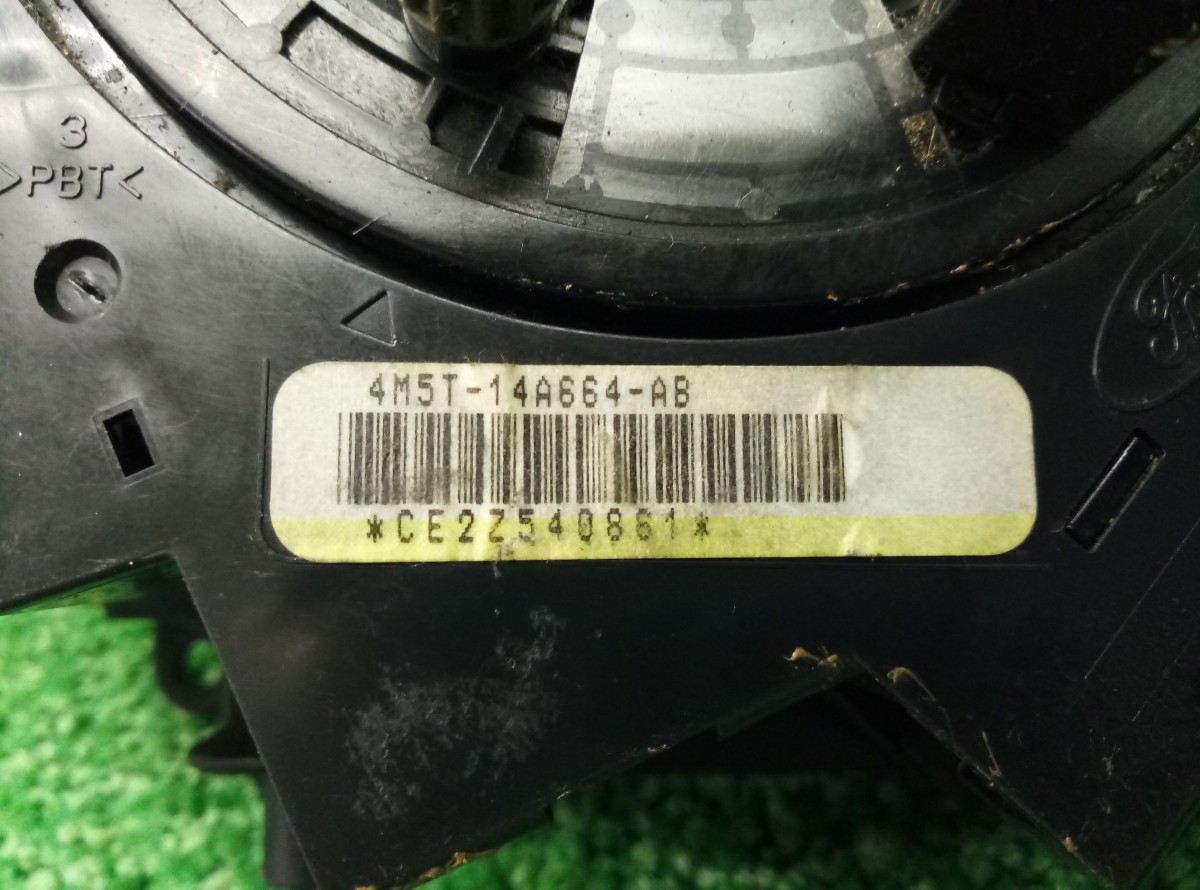 3
>PBT<
4M5T-14A664-AB
*CE2Z540861*